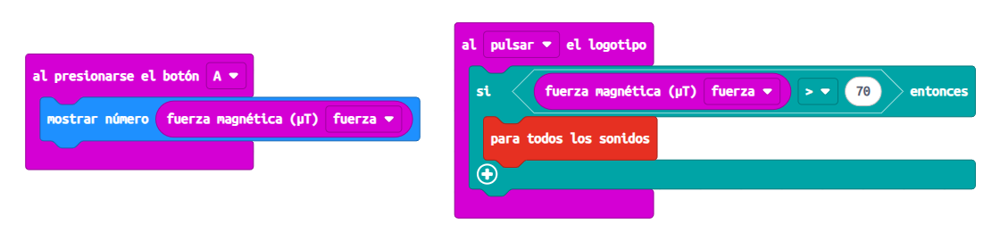 al presionarse el botón A
mostrar número fuerza magnética (µT) fuerza
al pulsar el logotipo
si fuerza magnética (µT) fuerza > 70 entonces
para todos los sonidos